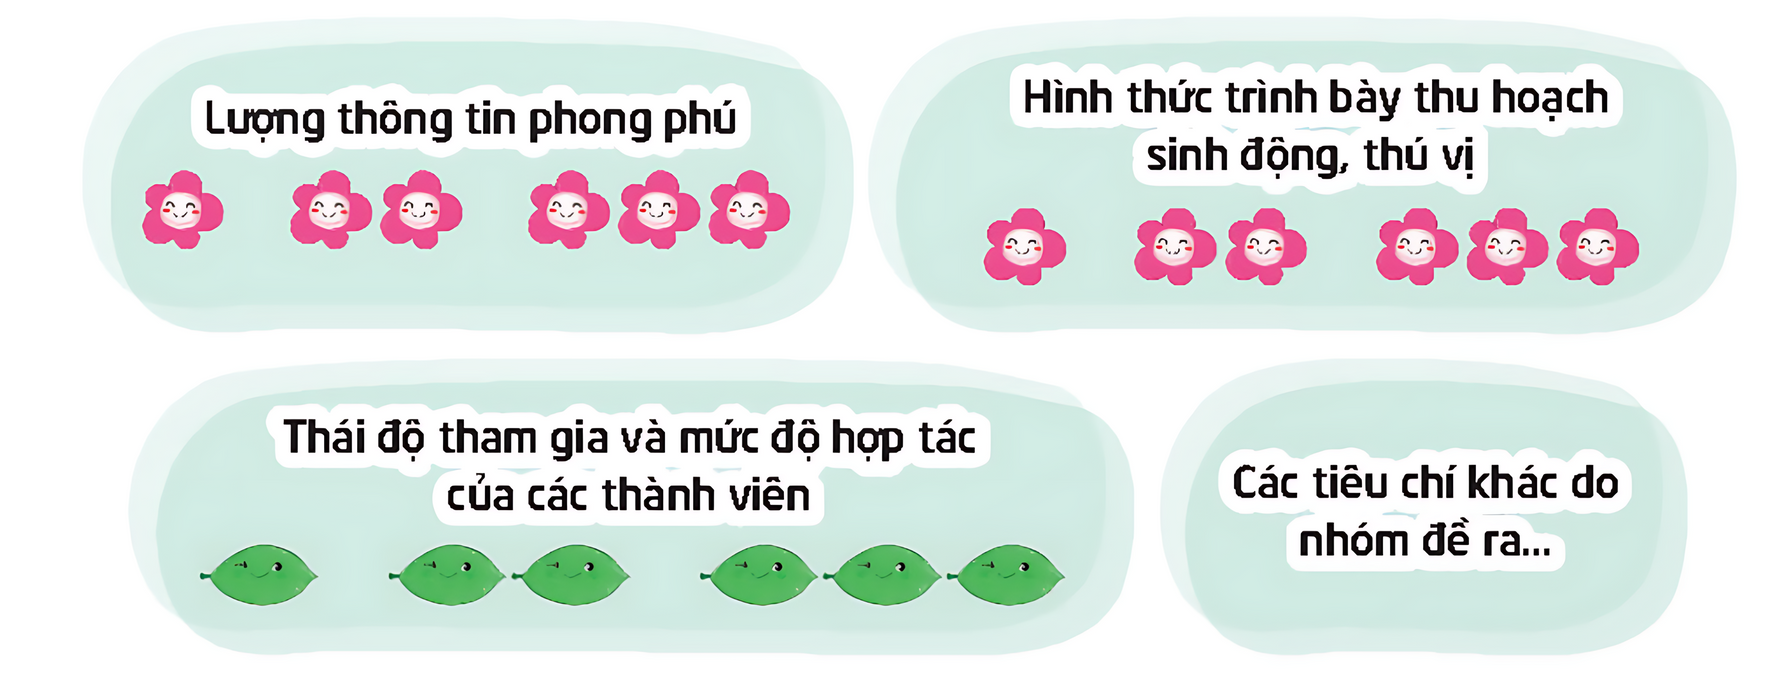 Lượng thông tin phong phú
Hình thức trình bày thu hoạch
sinh động, thú vị
Thái độ tham gia và mức độ hợp tác
của các thành viên
Các tiêu chí khác do
nhóm đề ra...